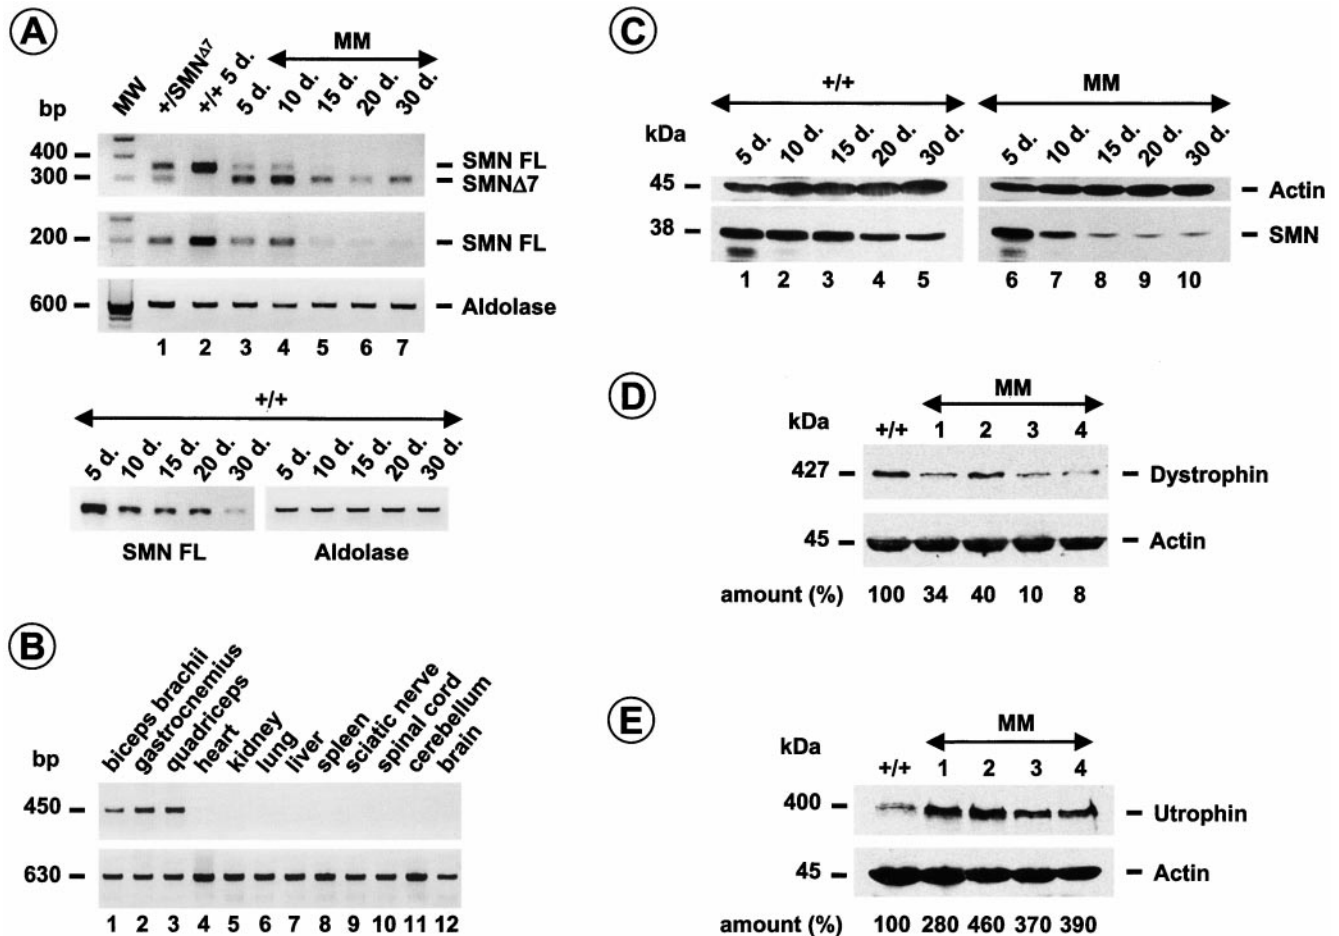 A
MM
bp MW +/SMNΔ7 +/+ 5 d. 5 d. 10 d. 15 d. 20 d. 30 d.
400 SMN FL
300 SMNΔ7
200 SMN FL
600 Aldolase
1 2 3 4 5 6 7
+/+
5 d. 10 d. 15 d. 20 d. 30 d. 5 d. 10 d. 15 d. 20 d. 30 d.
SMN FL Aldolase
B
bp biceps brachii gastrocnemius quadriceps heart kidney lung liver spleen sciatic nerve spinal cord cerebellum brain
450
630
1 2 3 4 5 6 7 8 9 10 11 12
C
+/+ MM
kDa 5 d. 10 d. 15 d. 20 d. 30 d. 5 d. 10 d. 15 d. 20 d. 30 d.
45 Actin
38 SMN
1 2 3 4 5 6 7 8 9 10
D
MM
kDa +/+ 1 2 3 4
427 Dystrophin
45 Actin
amount (%) 100 34 40 10 8
E
MM
kDa +/+ 1 2 3 4
400 Utrophin
45 Actin
amount (%) 100 280 460 370 390